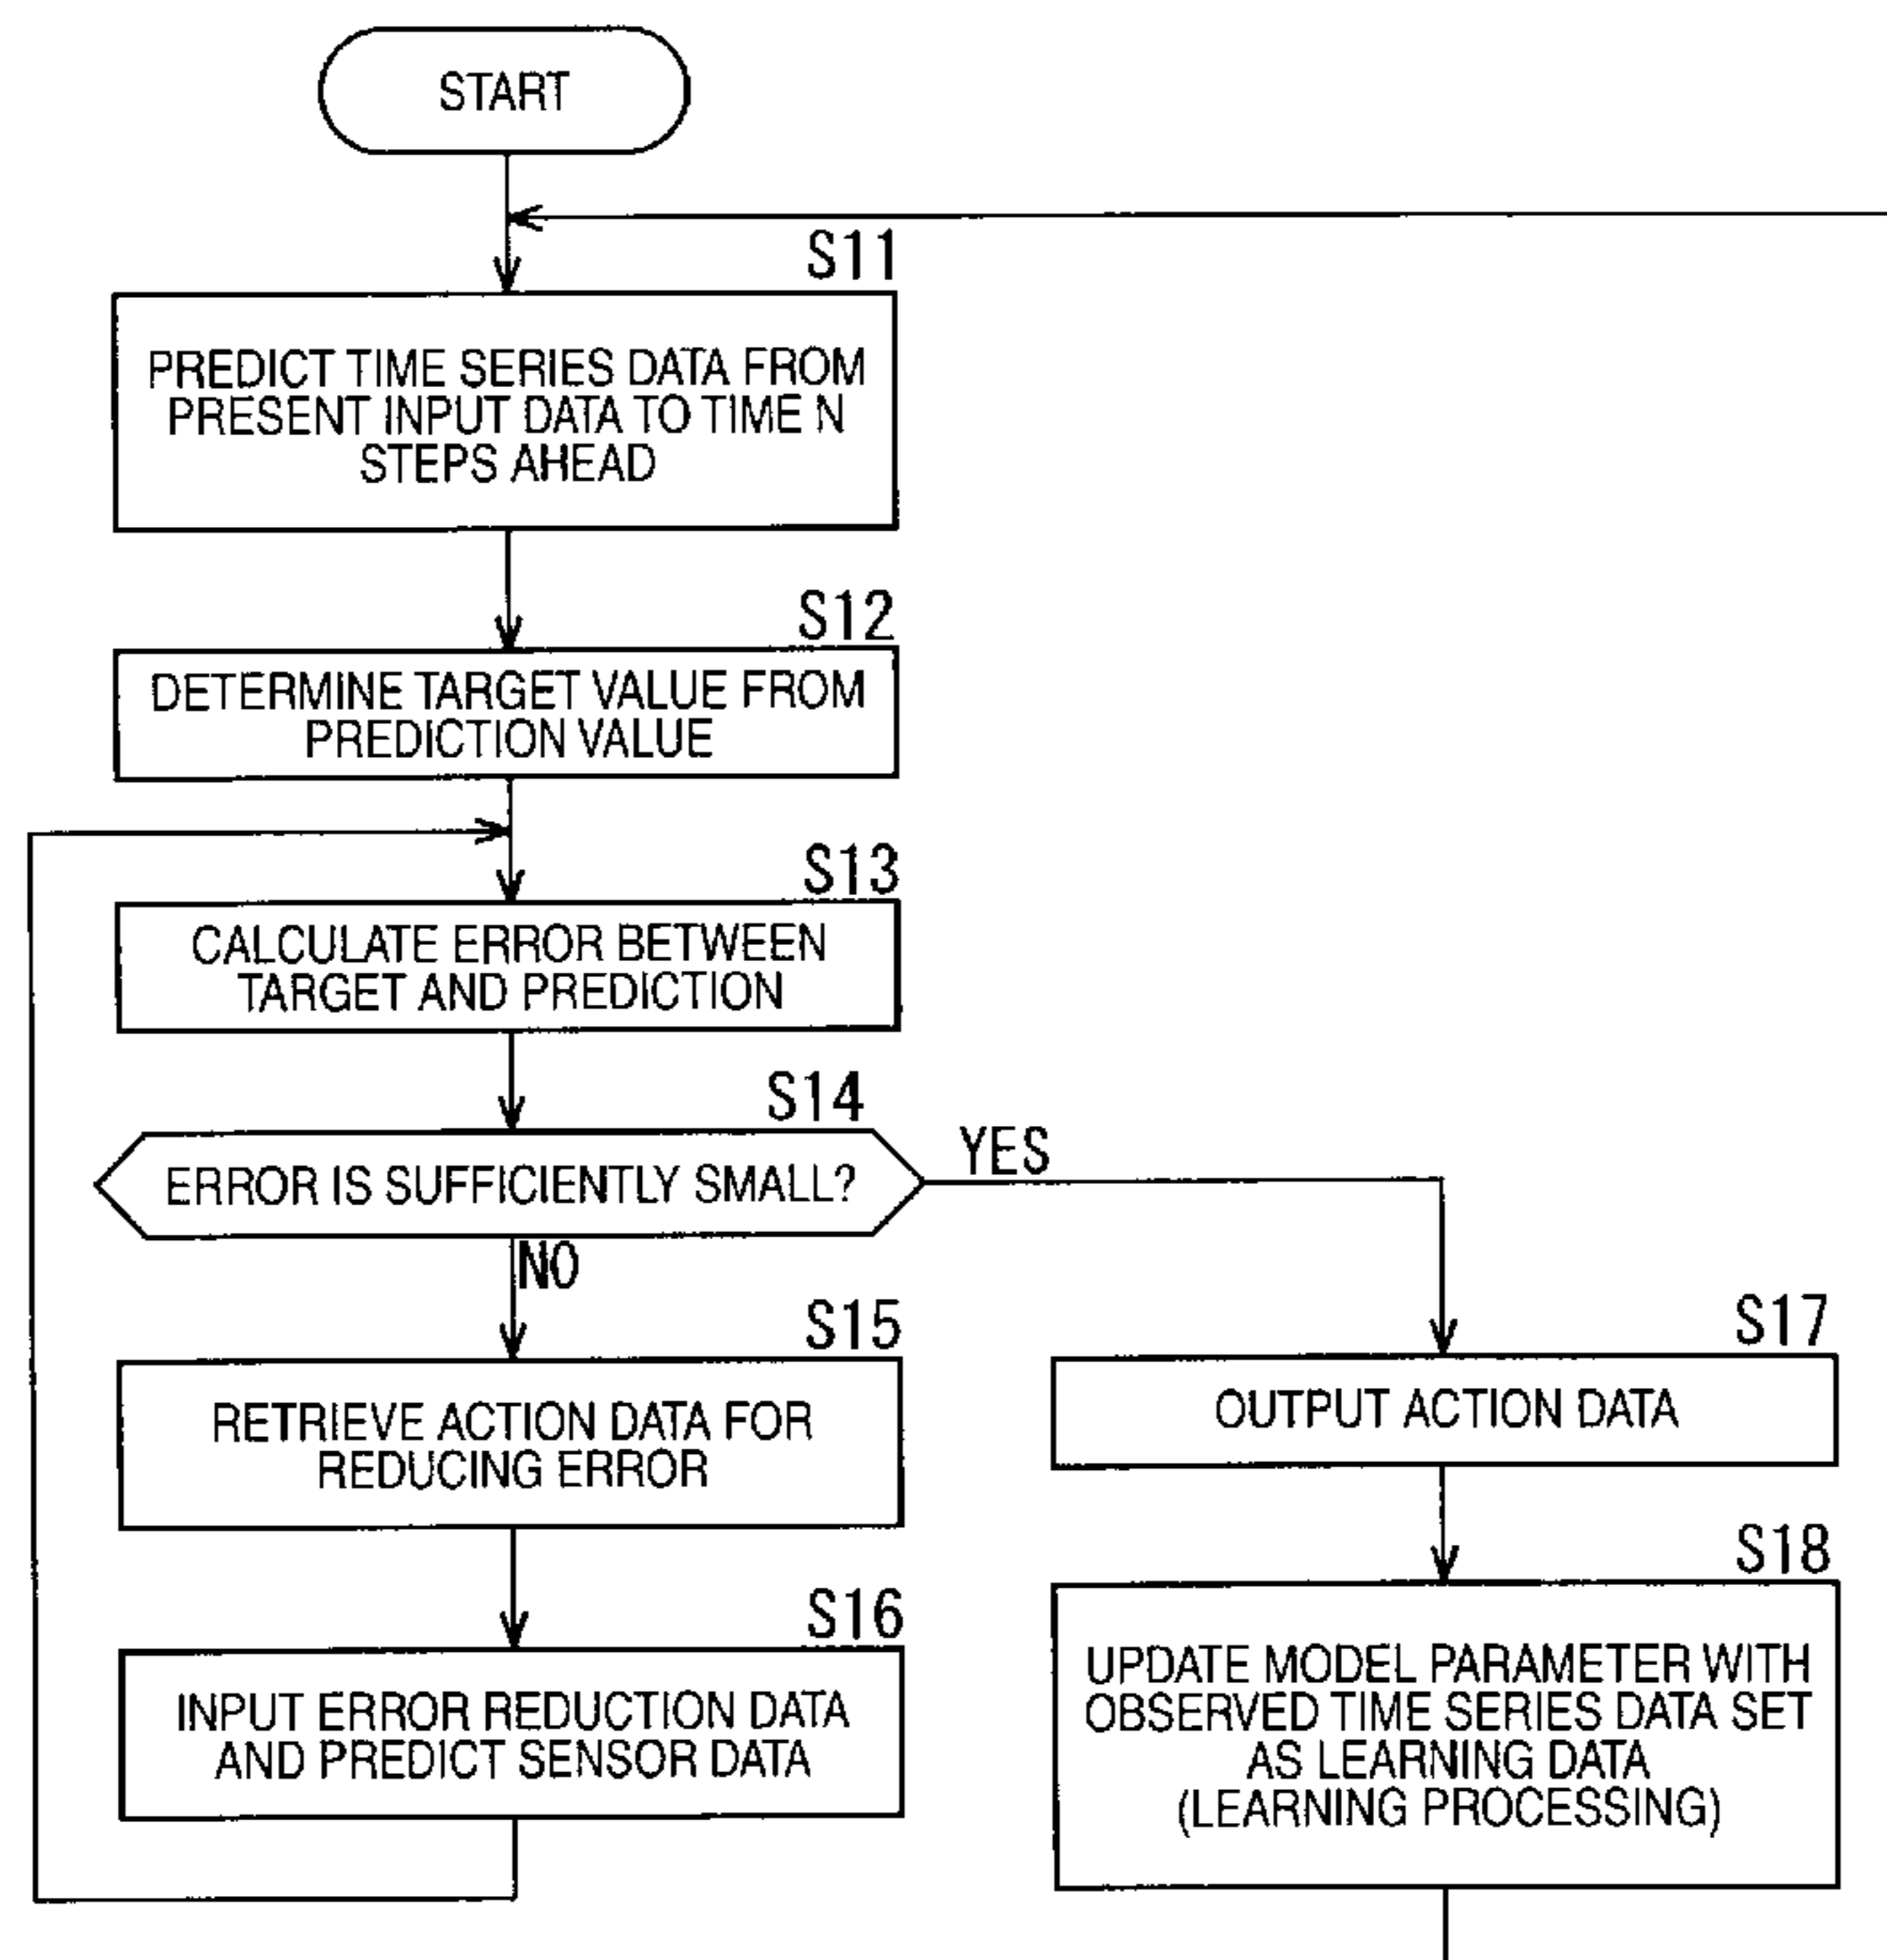 START
S11
PREDICT TIME SERIES DATA FROM
PRESENT INPUT DATA TO TIME N
STEPS AHEAD
S12
DETERMINE TARGET VALUE FROM
PREDICTION VALUE
S13
CALCULATE ERROR BETWEEN
TARGET AND PREDICTION
S14
ERROR IS SUFFICIENTLY SMALL?
YES
NO
S15
RETRIEVE ACTION DATA FOR
REDUCING ERROR
S16
INPUT ERROR REDUCTION DATA
AND PREDICT SENSOR DATA
S17
OUTPUT ACTION DATA
S18
UPDATE MODEL PARAMETER WITH
OBSERVED TIME SERIES DATA SET
AS LEARNING DATA
(LEARNING PROCESSING)